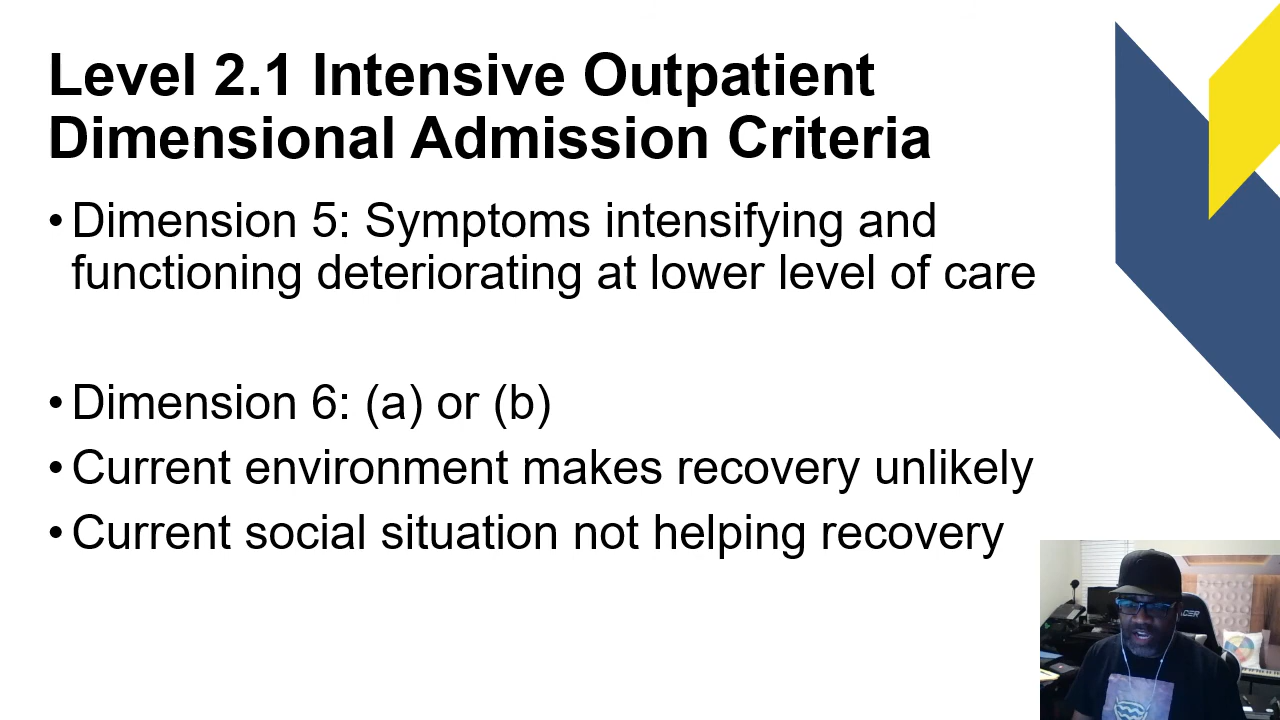 Level 2.1 Intensive Outpatient
Dimensional Admission Criteria
• Dimension 5: Symptoms intensifying and
functioning deteriorating at lower level of care
• Dimension 6: (a) or (b)
• Current environment makes recovery unlikely
• Current social situation not helping recovery